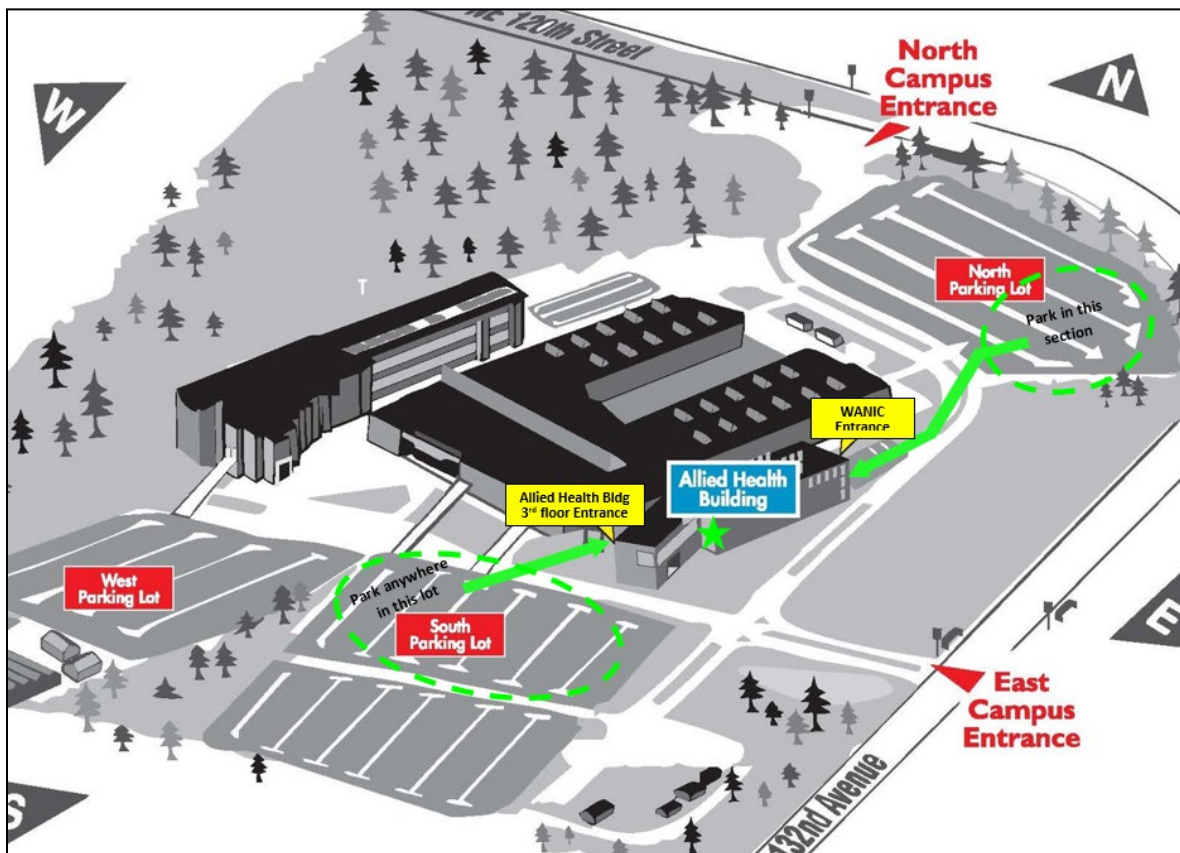 NE 120th Street
North
Campus
Entrance
W
N
North
Parking Lot
Park in this
section
T
WANIC
Entrance
Allied Health
Building
Allied Health Bldg
3rd floor Entrance
Park anywhere
in this lot
West
Parking Lot
South
Parking Lot
E
East
Campus
Entrance
132nd Avenue
S